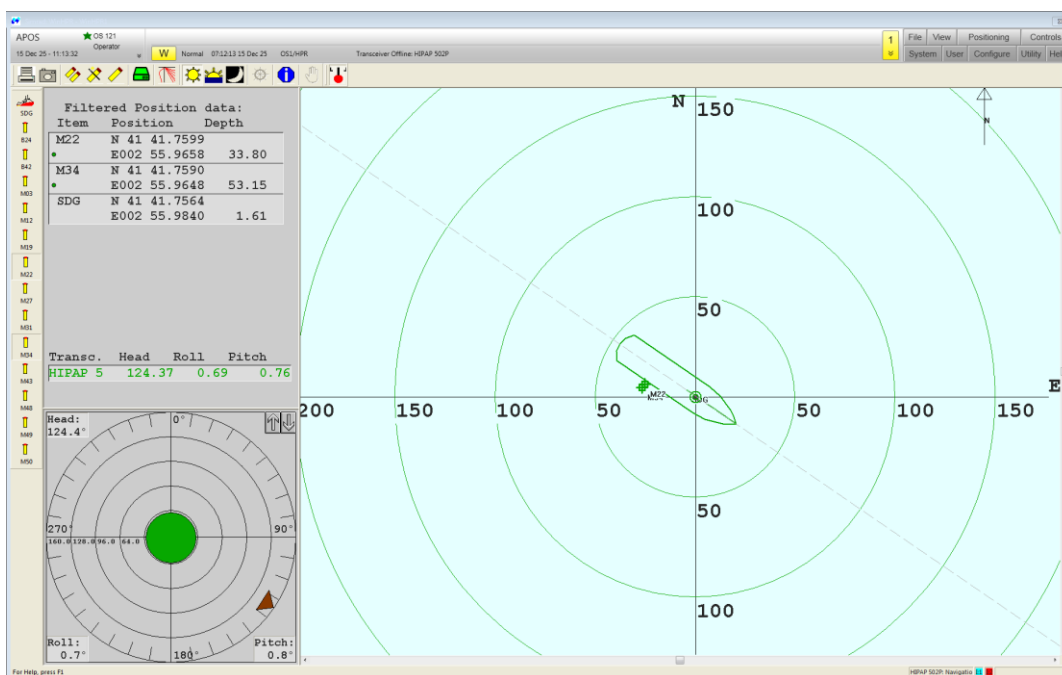 APOS
OS 121
Operator
15 Dec 25 - 11:13:32
W
Normal 07:12:13 15 Dec 25 OS1/HPR
Transceiver Offline: HIPAP 502P
1
File View Positioning Controls
System User Configure Utility Hel
SDG
B24
B42
M03
M12
M19
M22
M27
M31
M34
M43
M48
M49
M50
Filtered Position data:
Item Position Depth
M22 N 41 41.7599
E002 55.9658 33.80
M34 N 41 41.7590
E002 55.9648 53.15
SDG N 41 41.7564
E002 55.9840 1.61
Transc. Head Roll Pitch
HIPAP 5 124.37 0.69 0.76
Head:
124.4°
0°
270°
90°
160.0 128.0 96.0 64.0
Roll:
0.7°
180°
Pitch:
0.8°
N
150
N
100
50
M22
E
200 150 100 50 50 100 150
50
100
For Help, press F1
HIPAP 502P: Navigatio